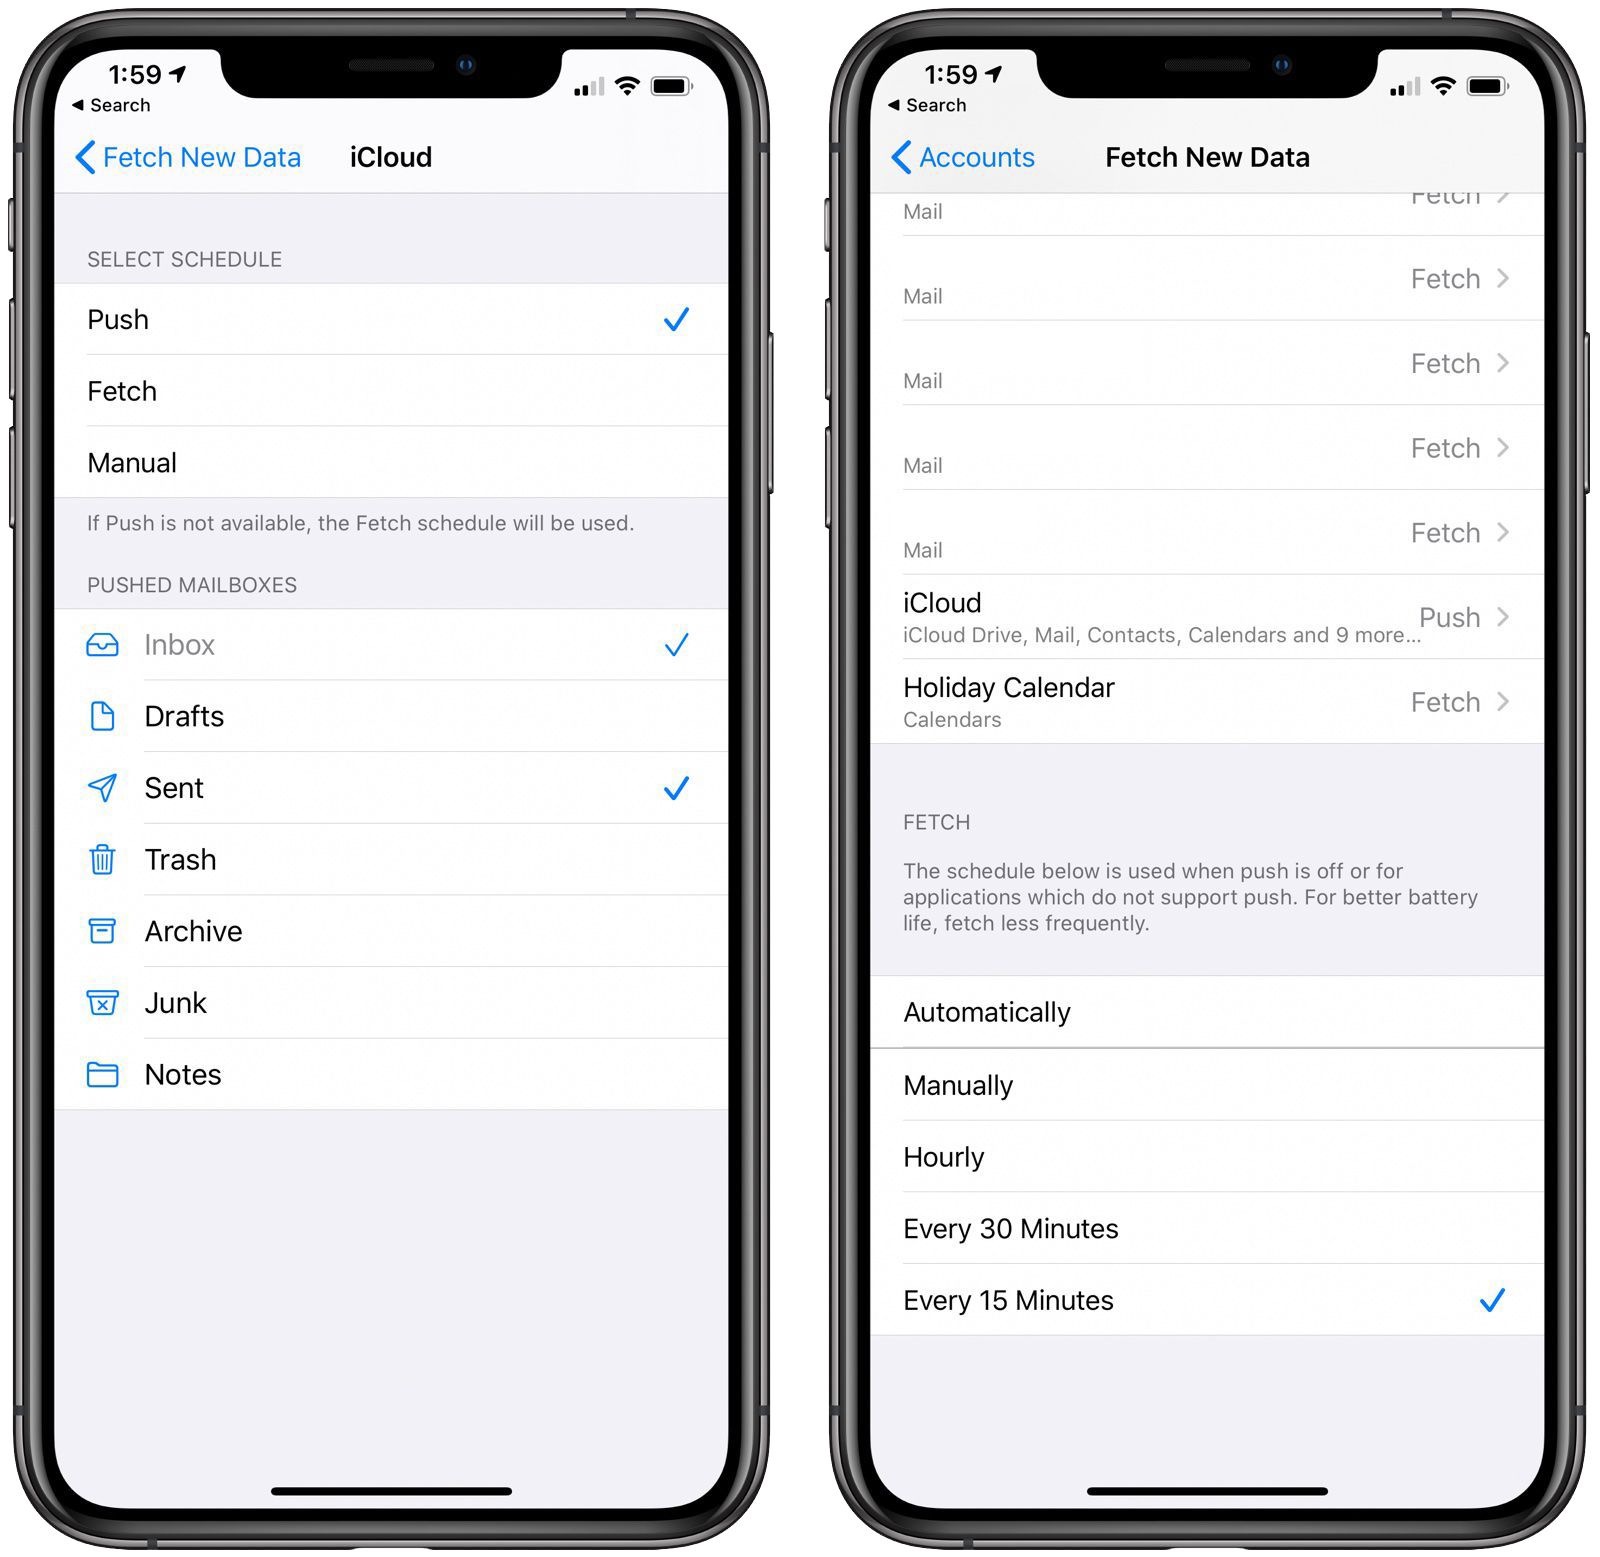 1:59
Search
Fetch New Data
iCloud
SELECT SCHEDULE
Push
Fetch
Manual
If Push is not available, the Fetch schedule will be used.
PUSHED MAILBOXES
Inbox
Drafts
Sent
Trash
Archive
Junk
Notes
1:59
Search
Accounts
Fetch New Data
Fetch
Mail
Fetch
Mail
Fetch
Mail
Fetch
Mail
Fetch
Mail
iCloud
Push
iCloud Drive, Mail, Contacts, Calendars and 9 more...
Holiday Calendar
Fetch
Calendars
FETCH
The schedule below is used when push is off or for
applications which do not support push. For better battery
life, fetch less frequently.
Automatically
Manually
Hourly
Every 30 Minutes
Every 15 Minutes